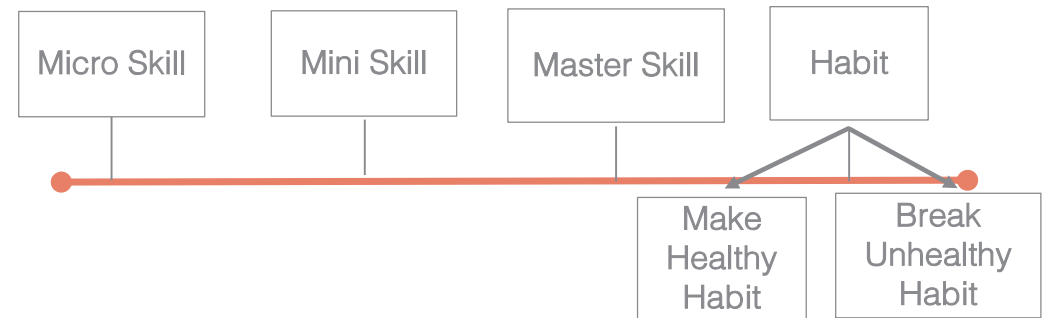 Micro Skill
Mini Skill
Master Skill
Habit
Make
Healthy
Habit
Break
Unhealthy
Habit